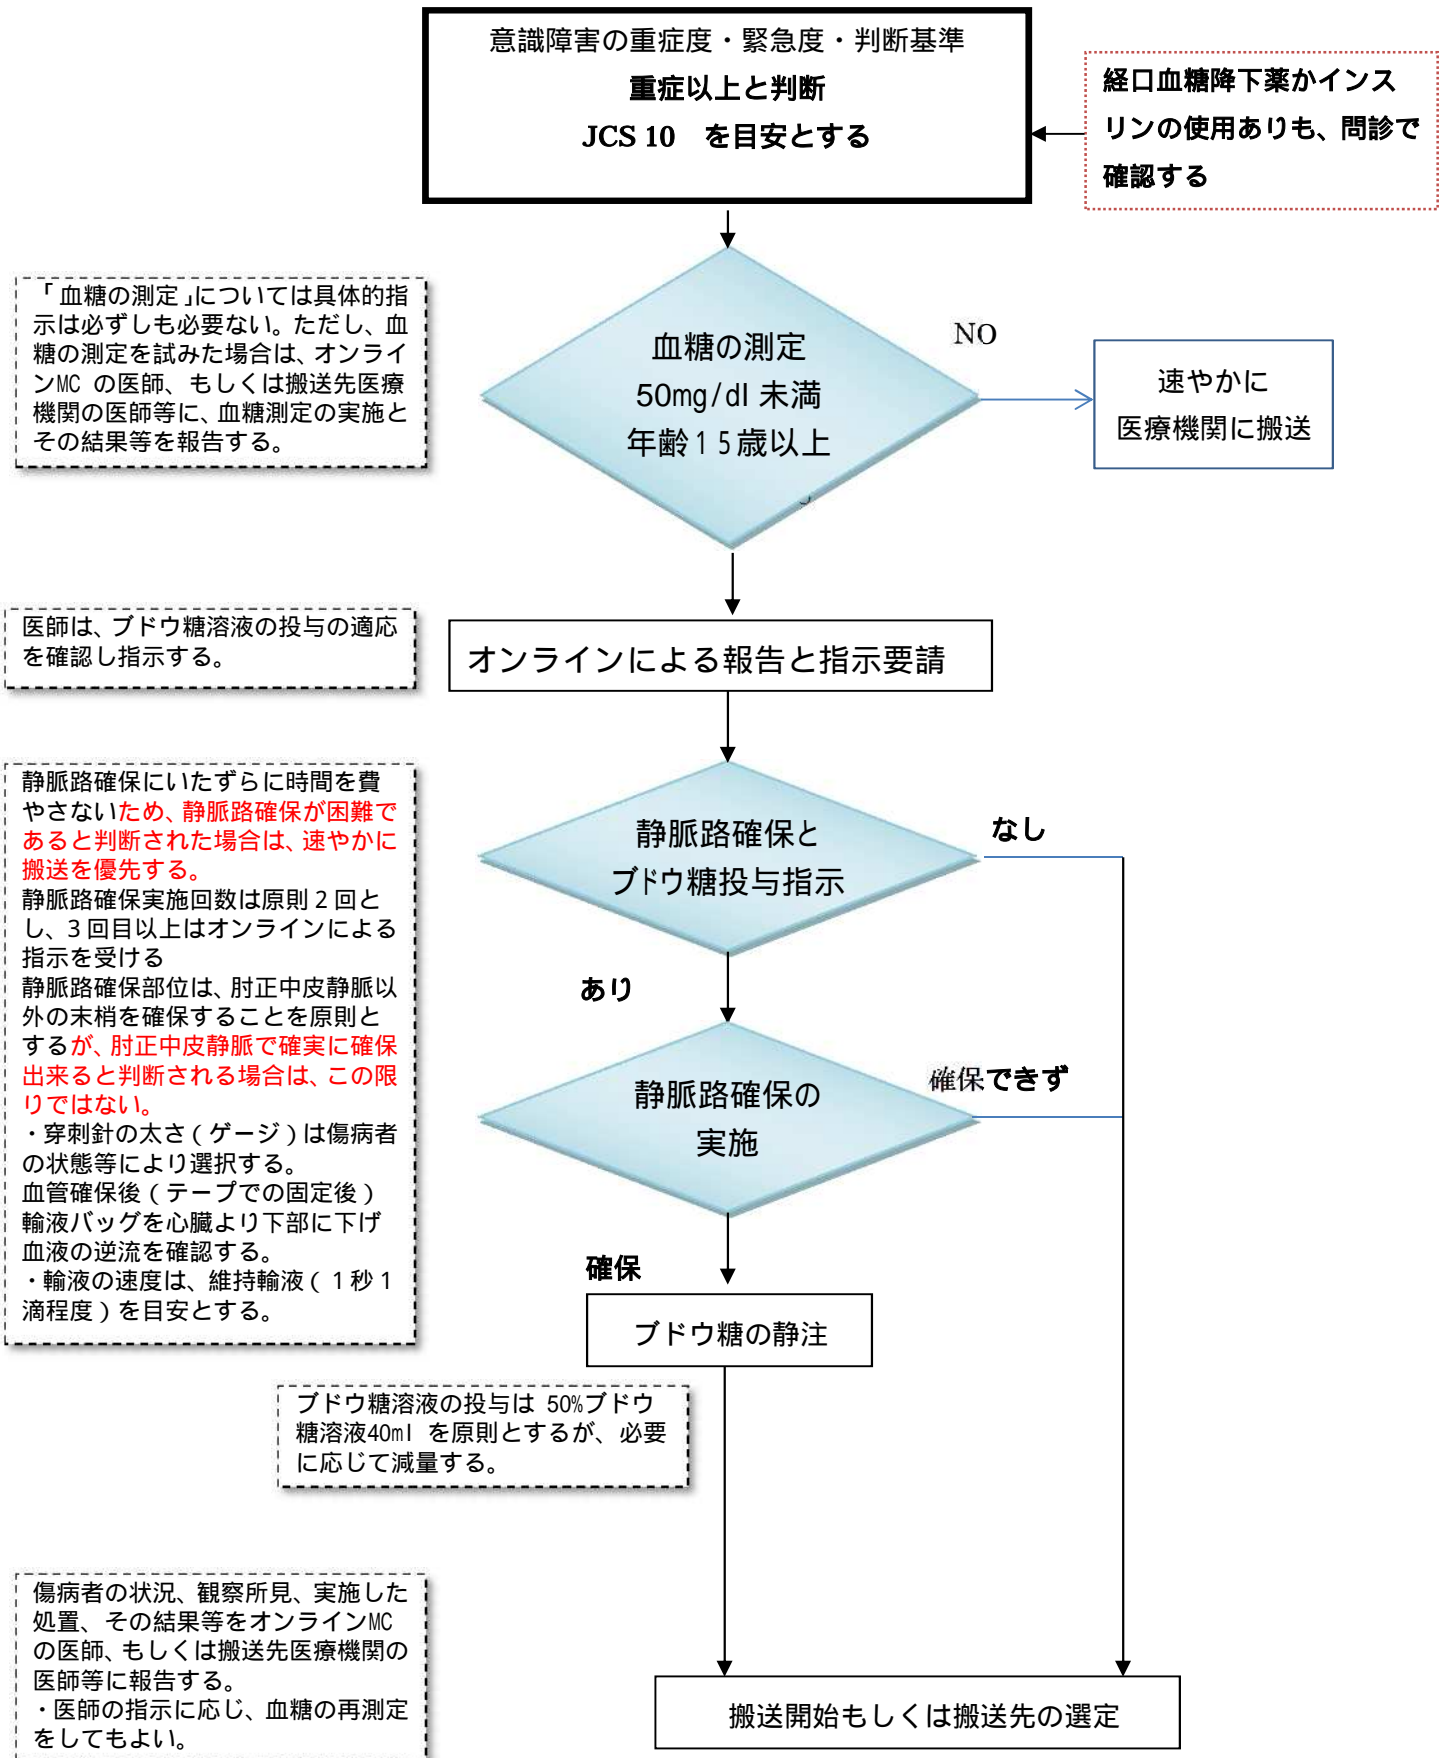 意識障害の重症度・緊急度・判断基準
重症以上と判断
JCS 10　を目安とする
経口血糖降下薬かインス
リンの使用ありも、問診で
確認する
「血糖の測定」については具体的指
示は必ずしも必要ない。ただし、血
糖の測定を試みた場合は、オンライ
ンMC の医師、もしくは搬送先医療
機関の医師等に、血糖測定の実施と
その結果等を報告する。
血糖の測定
50mg/dl 未満
年齢15歳以上
NO
速やかに
医療機関に搬送
医師は、ブドウ糖溶液の投与の適応
を確認し指示する。
オンラインによる報告と指示要請
静脈路確保にいたずらに時間を費
やさないため、静脈路確保が困難で
あると判断された場合は、速やかに
搬送を優先する。
静脈路確保実施回数は原則2回と
し、3回目以上はオンラインによる
指示を受ける
静脈路確保部位は、肘正中皮静脈以
外の末梢を確保することを原則と
するが、肘正中皮静脈で確実に確保
出来ると判断される場合は、この限
りではない。
・穿刺針の太さ(ゲージ)は傷病者
の状態等により選択する。
血管確保後(テープでの固定後)
輸液バッグを心臓より下部に下げ
血液の逆流を確認する。
・輸液の速度は、維持輸液(1秒1
滴程度)を目安とする。
静脈路確保と
ブドウ糖投与指示
なし
あり
静脈路確保の
実施
確保できず
確保
ブドウ糖の静注
ブドウ糖溶液の投与は 50%ブドウ
糖溶液40ml を原則とするが、必要
に応じて減量する。
傷病者の状況、観察所見、実施した
処置、その結果等をオンラインMC
の医師、もしくは搬送先医療機関の
医師等に報告する。
・医師の指示に応じ、血糖の再測定
をしてもよい。
搬送開始もしくは搬送先の選定